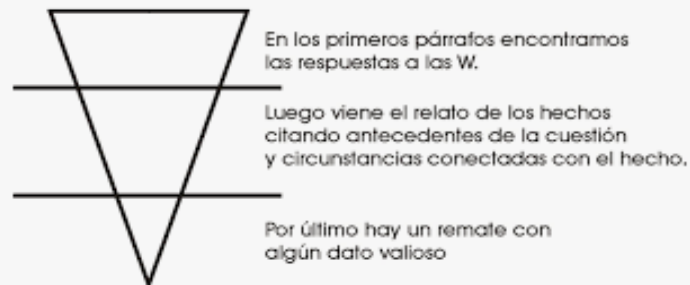 En los primeros párrafos encontramos
las respuestas a las W.
Luego viene el relato de los hechos
citando antecedentes de la cuestión
y circunstancias conectadas con el hecho.
Por último hay un remate con
algún dato valioso